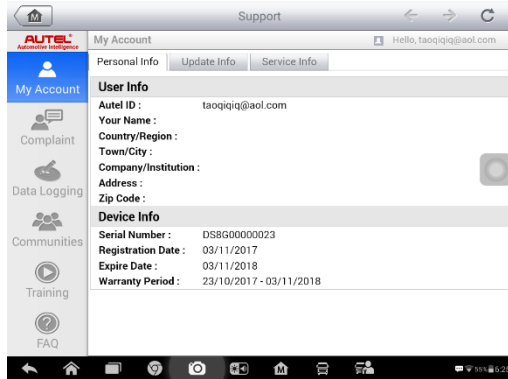 Support
AUTEL
Automotive Intelligence
My Account
Hello, taoqiqiq@aol.com
Personal Info
Update Info
Service Info
My Account
Complaint
Data Logging
Communities
Training
FAQ
User Info
Autel ID : taoqiqiq@aol.com
Your Name :
Country/Region :
Town/City :
Company/Institution :
Address :
Zip Code :
Device Info
Serial Number : DS8G00000023
Registration Date : 03/11/2017
Expire Date : 03/11/2018
Warranty Period : 23/10/2017 - 03/11/2018
55%